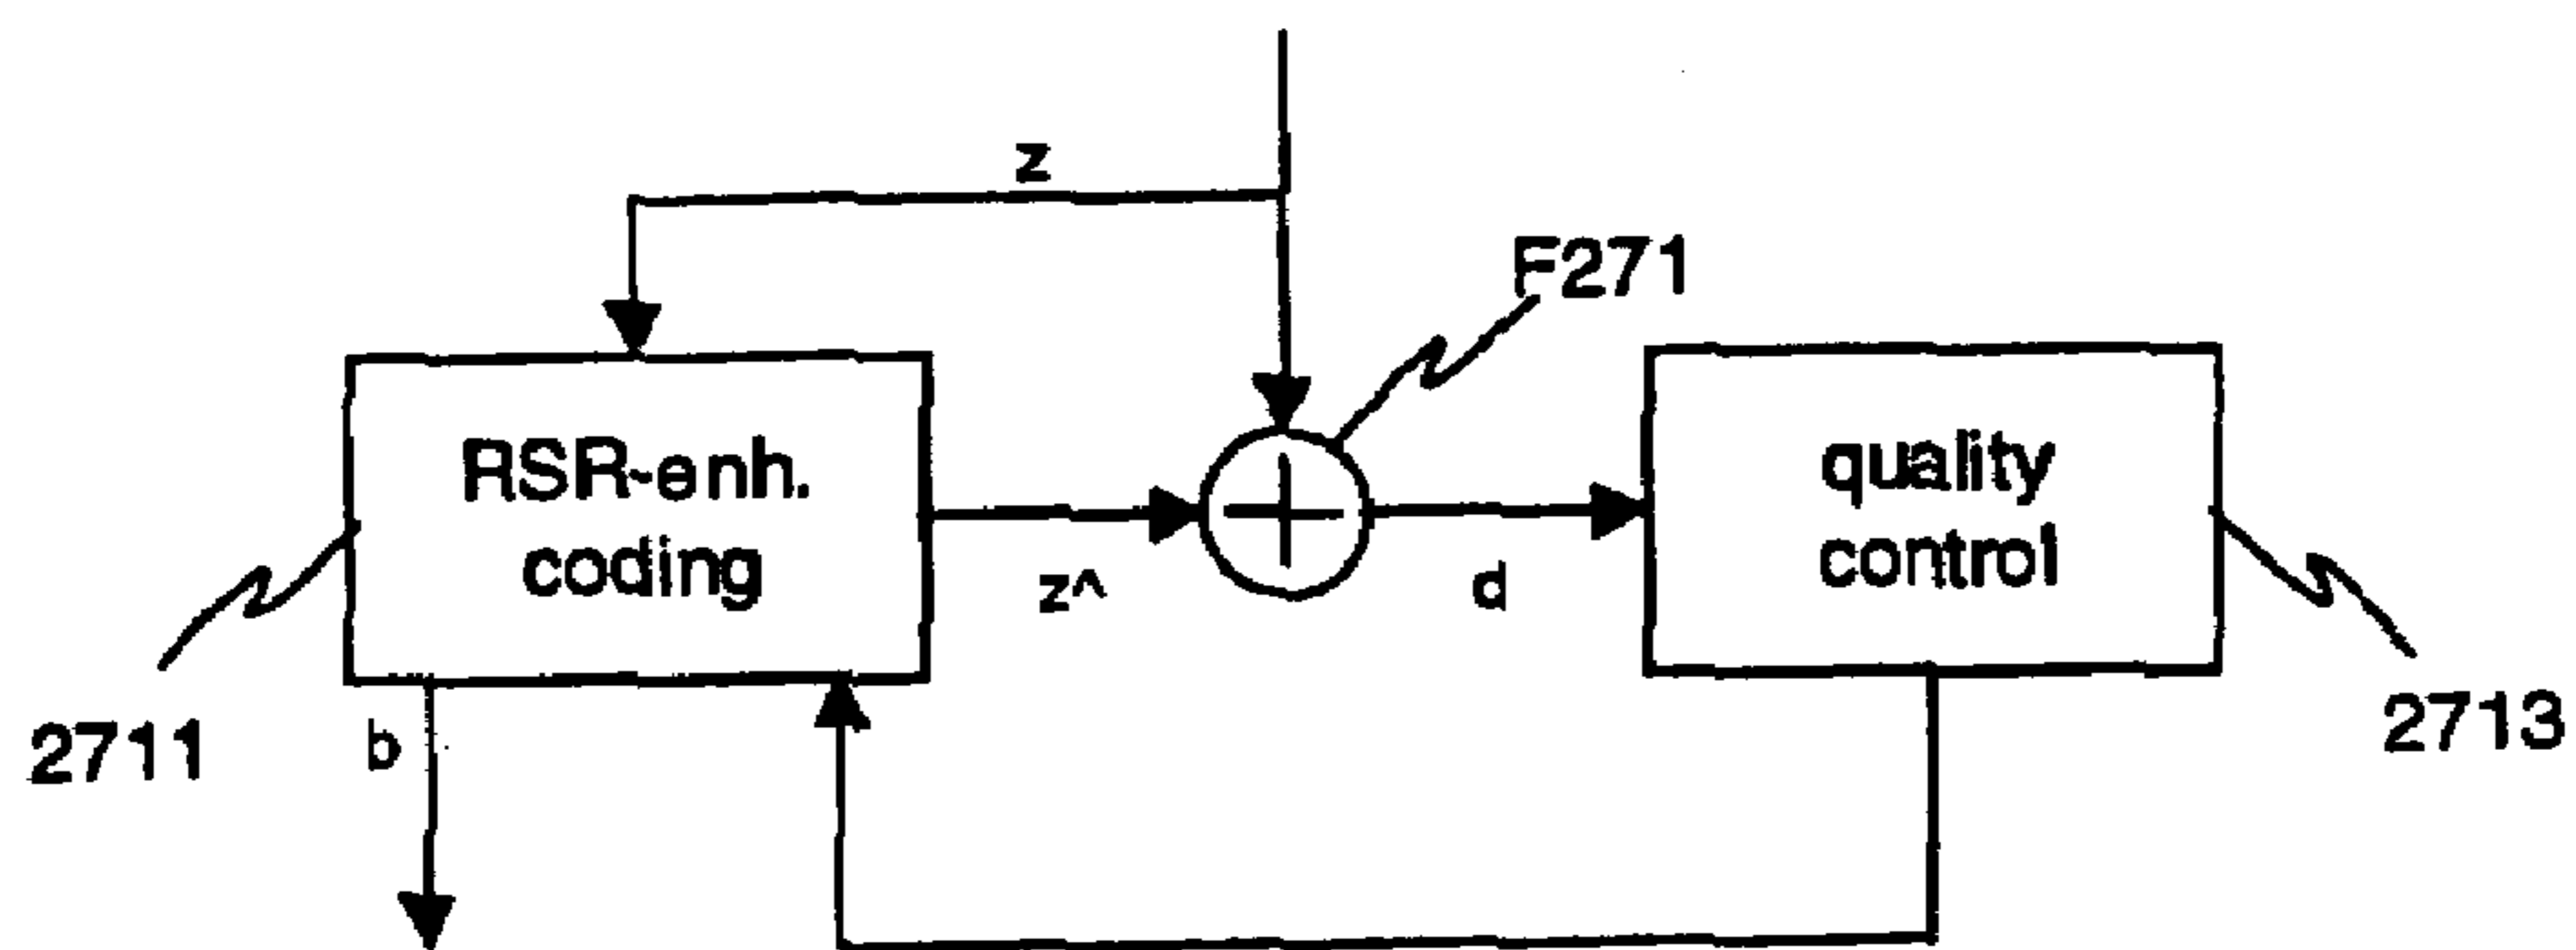 z
F271
RSR-enh.
coding
quality
control
z^
d
2711
b
2713